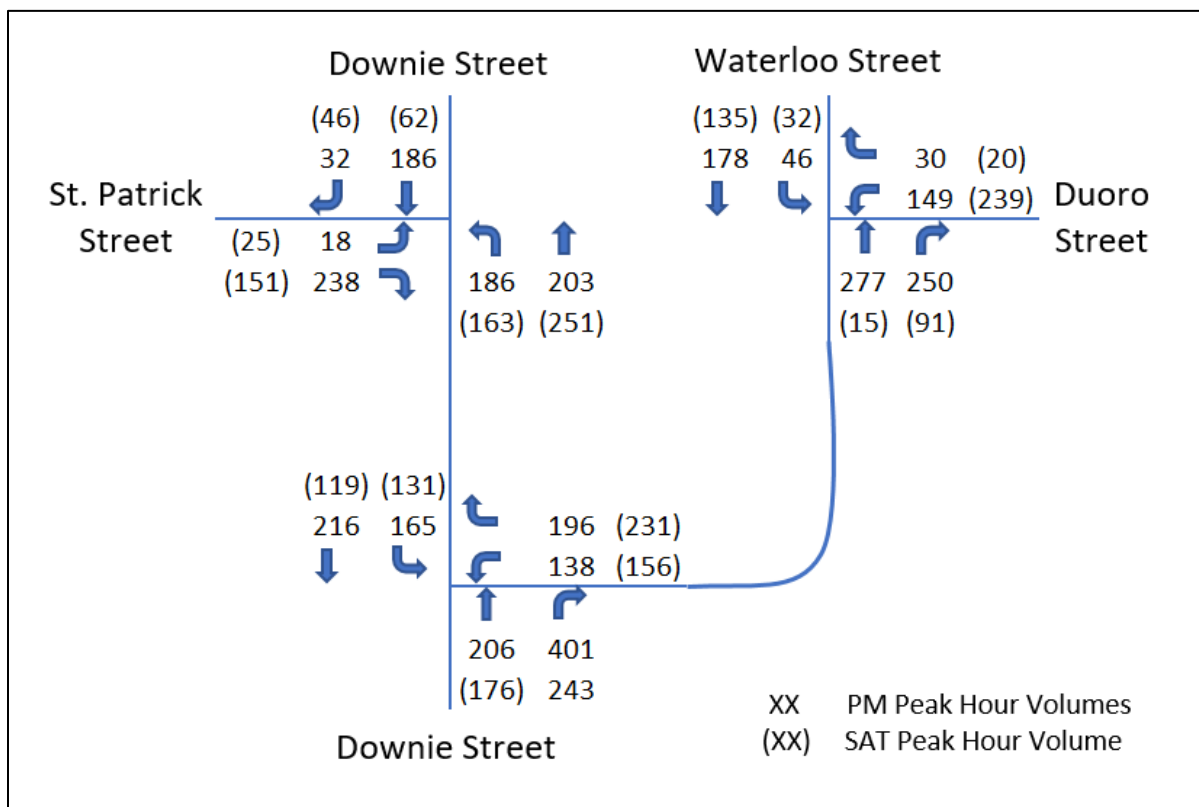 Downie Street
Waterloo Street
(46) (62)
32 186
(135) (32)
178 46
30 (20)
149 (239)
St. Patrick
Street
Duoro
Street
(25) 18
(151) 238
186 203
(163) (251)
277 250
(15) (91)
(119) (131)
216 165
196 (231)
138 (156)
206 401
(176) 243
XX PM Peak Hour Volumes
(XX) SAT Peak Hour Volume
Downie Street